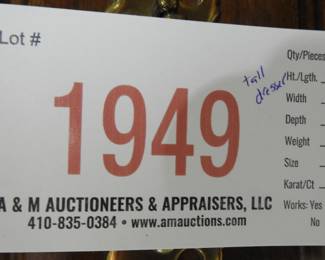 Lot #
1949
tall
dresser
A & M AUCTIONEERS & APPRAISERS, LLC
410-835-0384 • www.amauctions.com
Qty/Pieces
Ht./Lgth.
Width
Depth
Weight
Size
Karat/Ct
Works: Yes
No